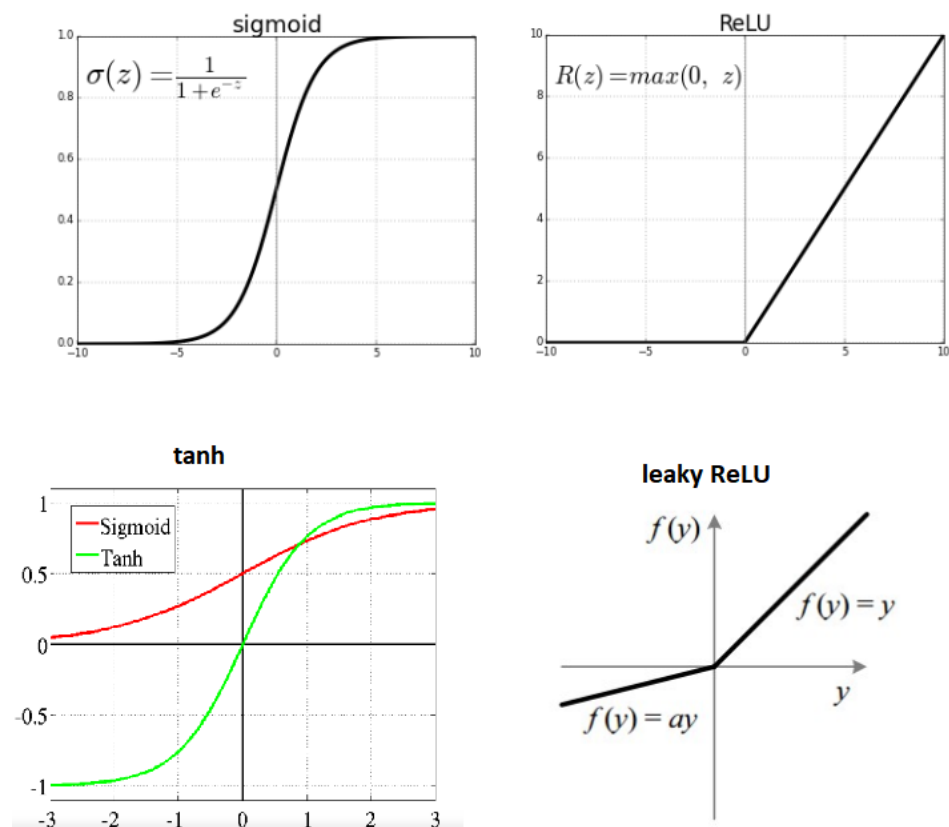 sigmoid
σ(z) = 1 / (1+e^{-z})
1.0
0.8
0.6
0.4
0.2
0.0
−10 −5 0 5 10
ReLU
R(z) = max(0, z)
10
8
6
4
2
0
−10 −5 0 5 10
tanh
Sigmoid
Tanh
1
0.5
0
-0.5
-1
-3 -2 -1 0 1 2 3
leaky ReLU
f(y)
f(y) = y
y
f(y) = ay